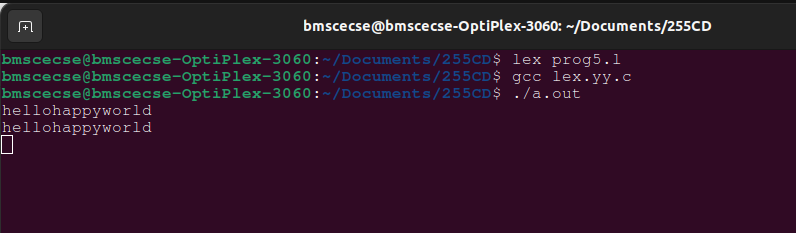 bmscecse@bmscecse-OptiPlex-3060: ~/Documents/255CD
bmscecse@bmscecse-OptiPlex-3060:~/Documents/255CD$ lex prog5.l
bmscecse@bmscecse-OptiPlex-3060:~/Documents/255CD$ gcc lex.yy.c
bmscecse@bmscecse-OptiPlex-3060:~/Documents/255CD$ ./a.out
hellohappyworld
hellohappyworld